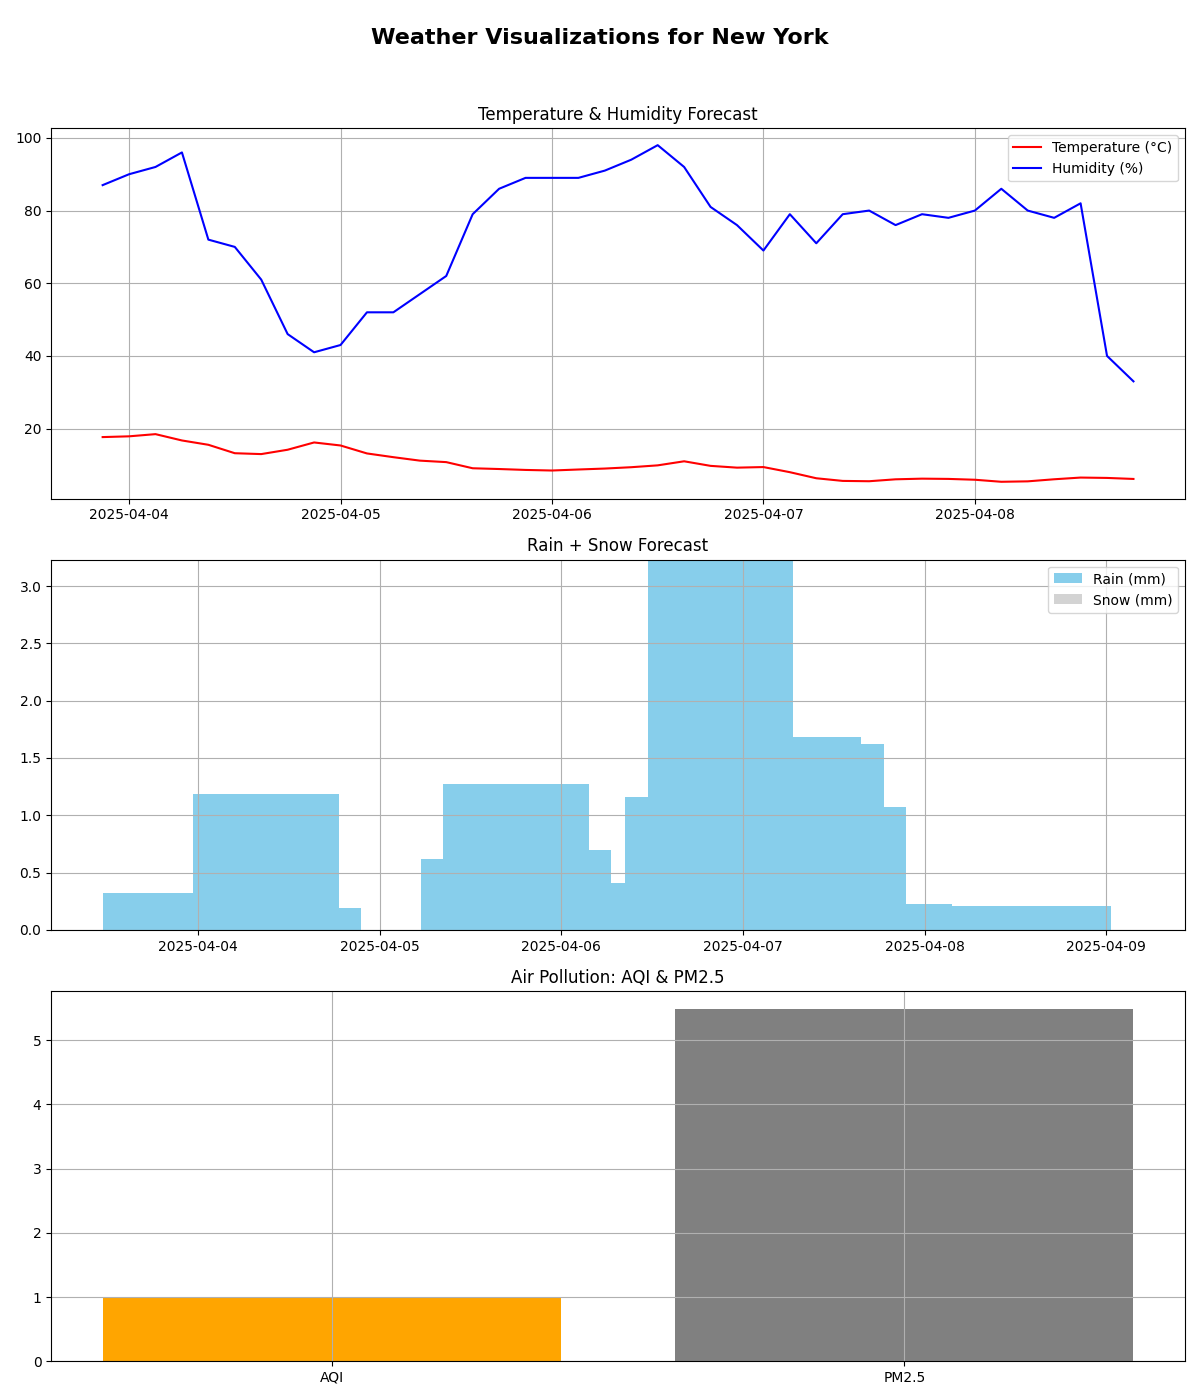 Weather Visualizations for New York
Temperature & Humidity Forecast
100
80
60
40
20
Temperature (°C)
Humidity (%)
2025-04-04 2025-04-05 2025-04-06 2025-04-07 2025-04-08
Rain + Snow Forecast
3.0
2.5
2.0
1.5
1.0
0.5
0.0
Rain (mm)
Snow (mm)
2025-04-04 2025-04-05 2025-04-06 2025-04-07 2025-04-08 2025-04-09
Air Pollution: AQI & PM2.5
5
4
3
2
1
0
AQI PM2.5